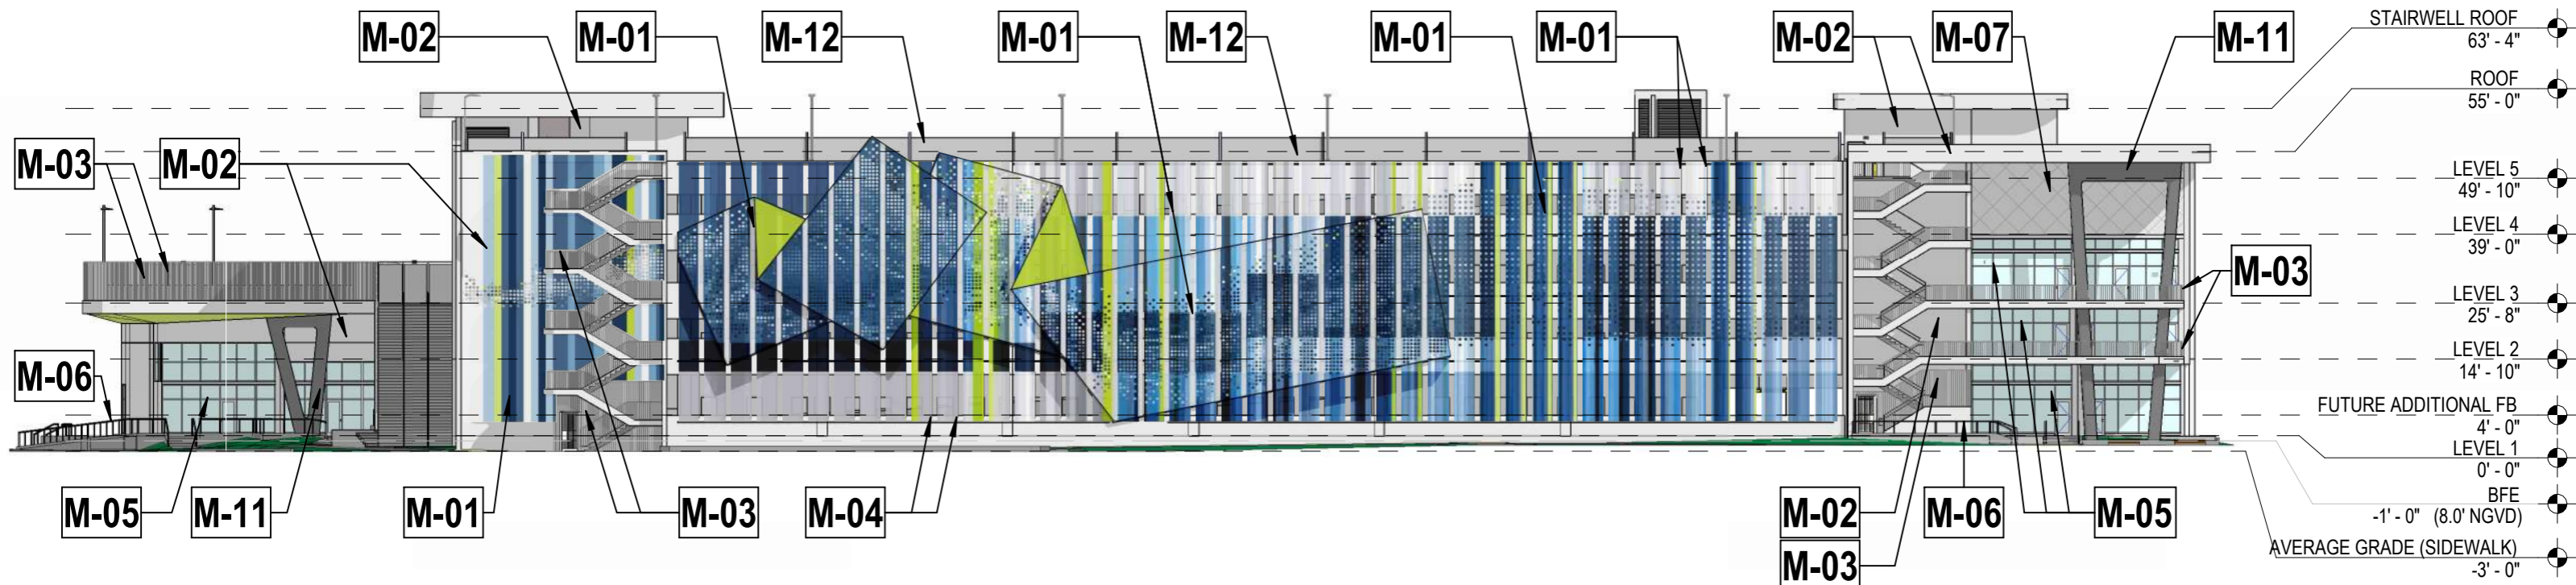 M-02
M-01
M-12
M-01
M-12
M-01
M-01
M-02
M-07
M-11
STAIRWELL ROOF
63' - 4"
ROOF
55' - 0"
M-03
M-02
LEVEL 5
49' - 10"
LEVEL 4
39' - 0"
M-03
LEVEL 3
25' - 8"
M-06
LEVEL 2
14' - 10"
FUTURE ADDITIONAL FB
4' - 0"
LEVEL 1
0' - 0"
M-05
M-11
M-01
M-03
M-04
M-02
M-06
M-05
BFE
-1' - 0" (8.0' NGVD)
M-03
AVERAGE GRADE (SIDEWALK)
-3' - 0"